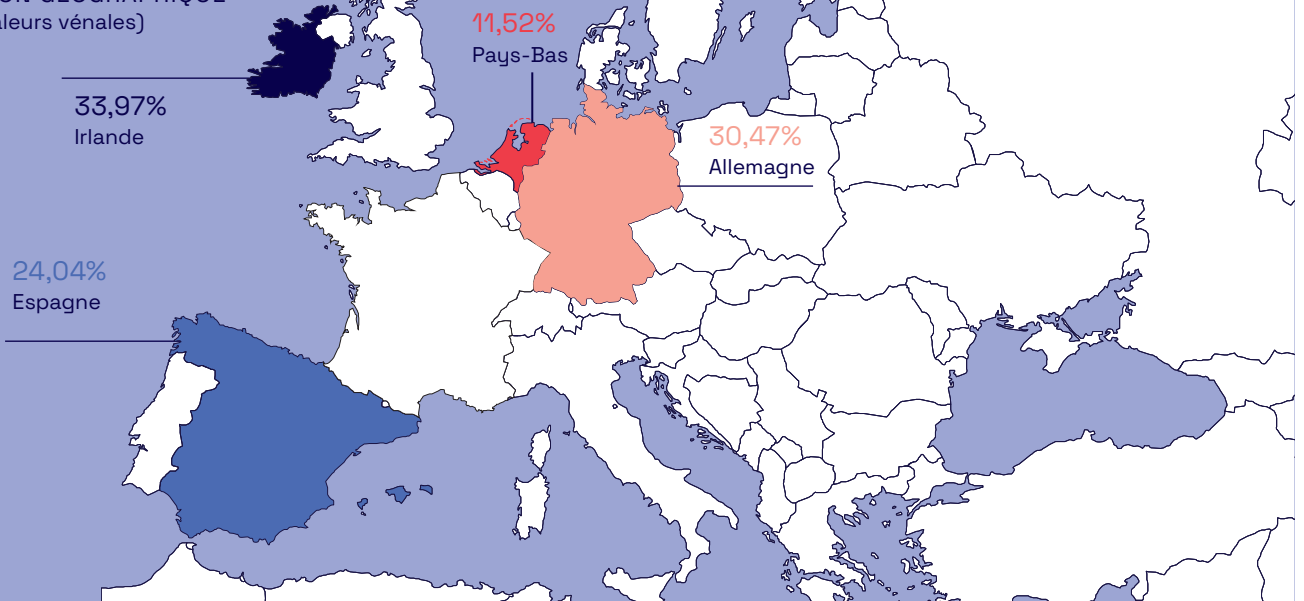 aleurs vénales)
11,52%
Pays-Bas
33,97%
Irlande
30,47%
Allemagne
24,04%
Espagne